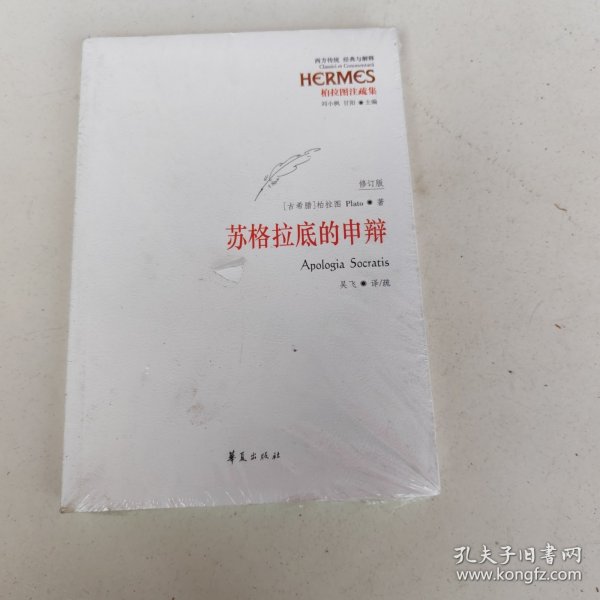 西方传统 经典与解释
Classici et Commentarii
HERMES
柏拉图注疏集
刘小枫 甘阳◉主编
修订版
[古希腊]柏拉图 Plato◉著
苏格拉底的申辩
Apologia Socratis
吴飞◉译/疏
华夏出版社
孔夫子旧书网
www.kongfz.com